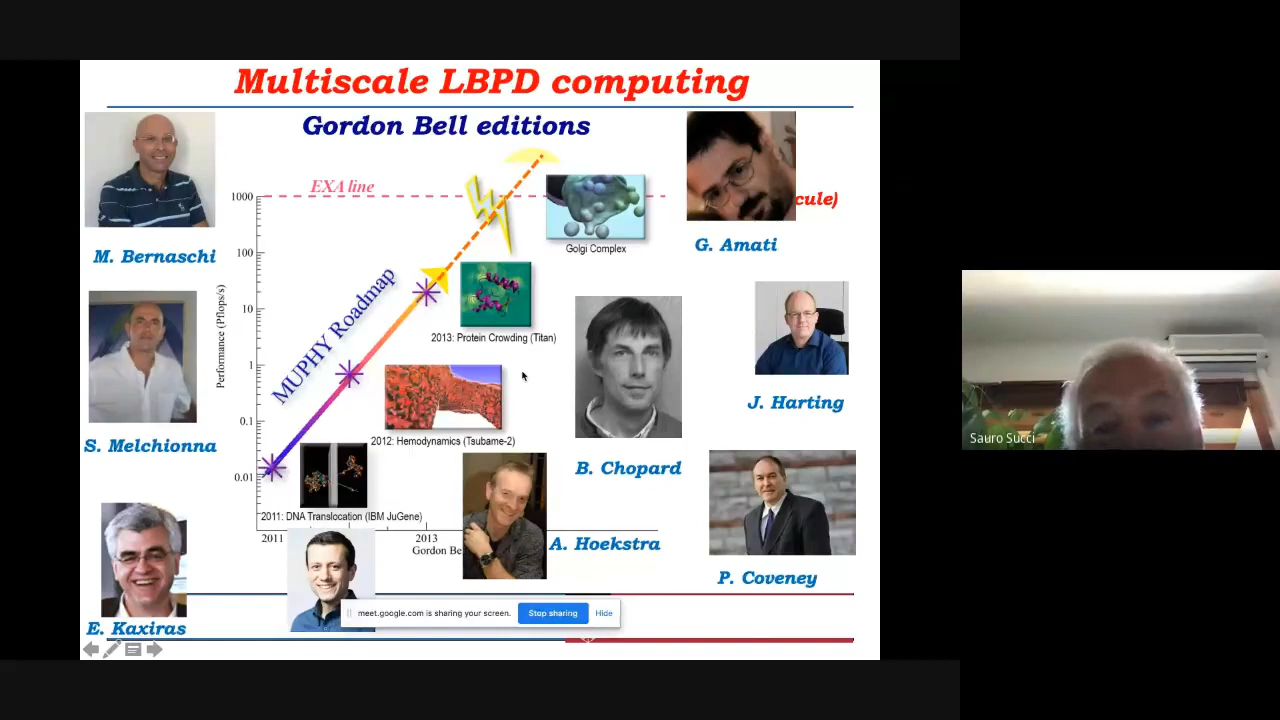 Multiscale LBPD computing
Gordon Bell editions
EXA line
1000
100
10
1
0.1
0.01
Performance (Pflops/s)
MUPHY Roadmap
cule)
Golgi Complex
2013: Protein Crowding (Titan)
2012: Hemodynamics (Tsubame-2)
2011: DNA Translocation (IBM JuGene)
2011
2013
Gordon Be
M. Bernaschi
G. Amati
S. Melchionna
J. Harting
B. Chopard
A. Hoekstra
P. Coveney
E. Kaxiras
meet.google.com is sharing your screen.
Stop sharing
Hide
Sauro Succi